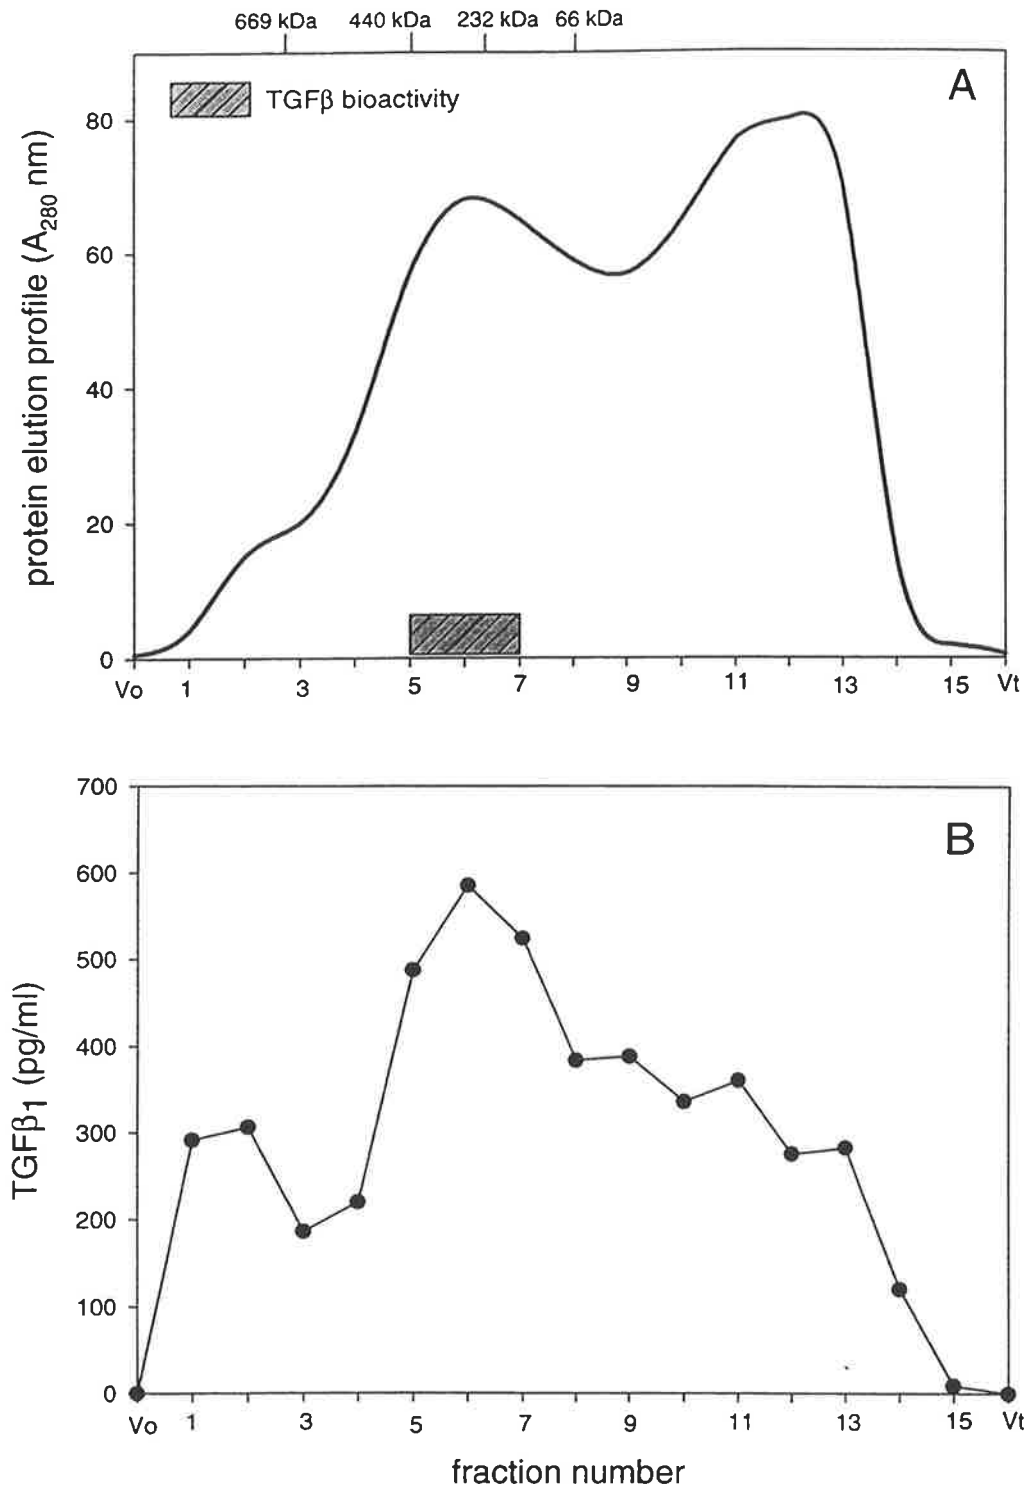 669 kDa 440 kDa 232 kDa 66 kDa
A
TGFβ bioactivity
protein elution profile (A280 nm)
80
60
40
20
0
Vo 1 3 5 7 9 11 13 15 Vt
B
TGFβ1 (pg/ml)
700
600
500
400
300
200
100
0
Vo 1 3 5 7 9 11 13 15 Vt
fraction number